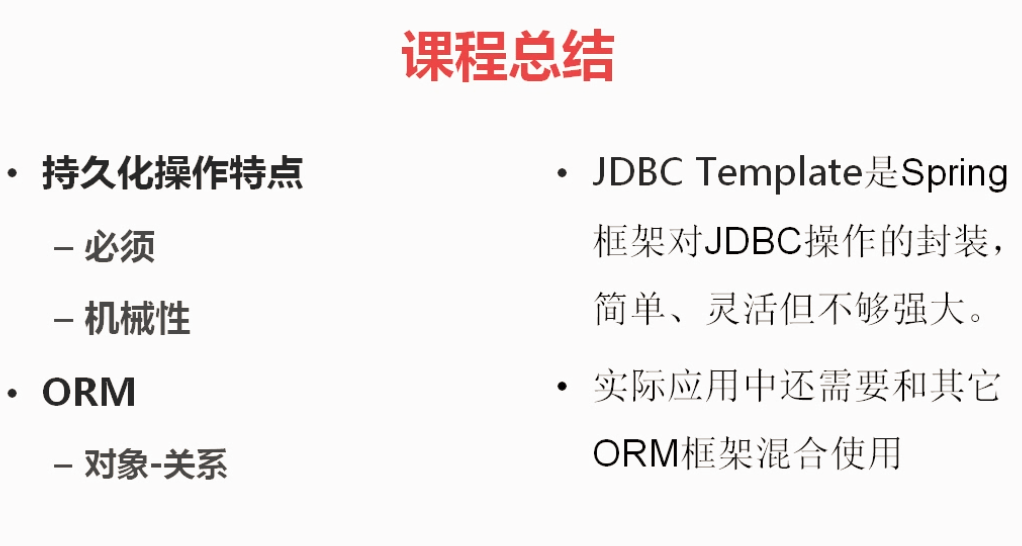 课程总结
• 持久化操作特点
– 必须
– 机械性
• ORM
– 对象-关系
• JDBC Template是Spring
框架对JDBC操作的封装，
简单、灵活但不够强大。
• 实际应用中还需要和其它
ORM框架混合使用